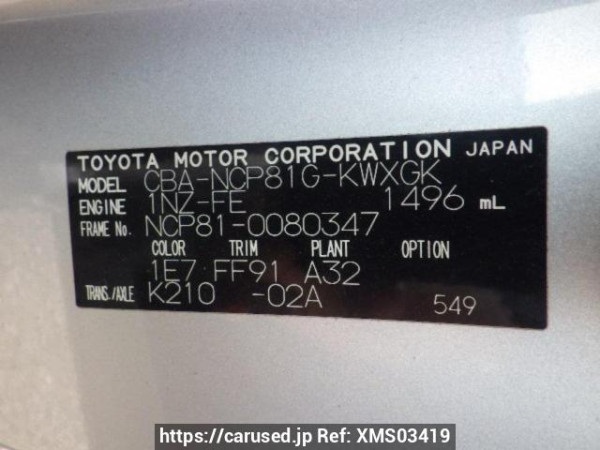 TOYOTA MOTOR CORPORATION JAPAN
MODEL CBA-NCP81G-KWXGK
ENGINE 1NZ-FE 1496 mL
FRAME No. NCP81-0080347
COLOR TRIM PLANT OPTION
1E7 FF91 A32
TRANS./AXLE K210 -02A 549
https://carused.jp Ref: XMS03419